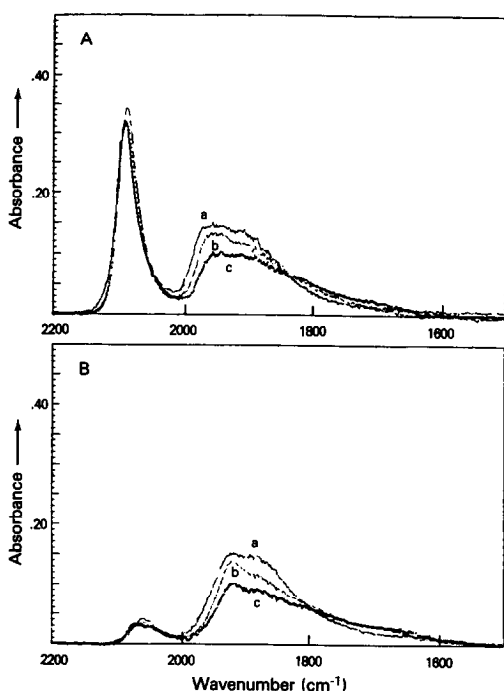 A
.40
.20
Absorbance →
a
b
c
2200 2000 1800 1600
B
.40
.20
Absorbance →
a
b
c
2200 2000 1800 1600
Wavenumber (cm⁻¹)